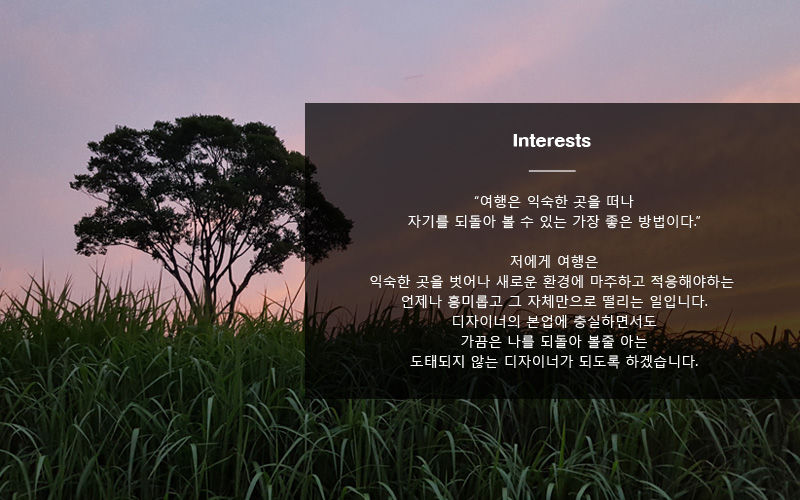 Interests
“여행은 익숙한 곳을 떠나
자기를 되돌아 볼 수 있는 가장 좋은 방법이다.”
저에게 여행은
익숙한 곳을 벗어나 새로운 환경에 마주하고 적응해야하는
언제나 흥미롭고 그 자체만으로 떨리는 일입니다.
디자이너의 본업에 충실하면서도
가끔은 나를 되돌아 볼줄 아는
도태되지 않는 디자이너가 되도록 하겠습니다.